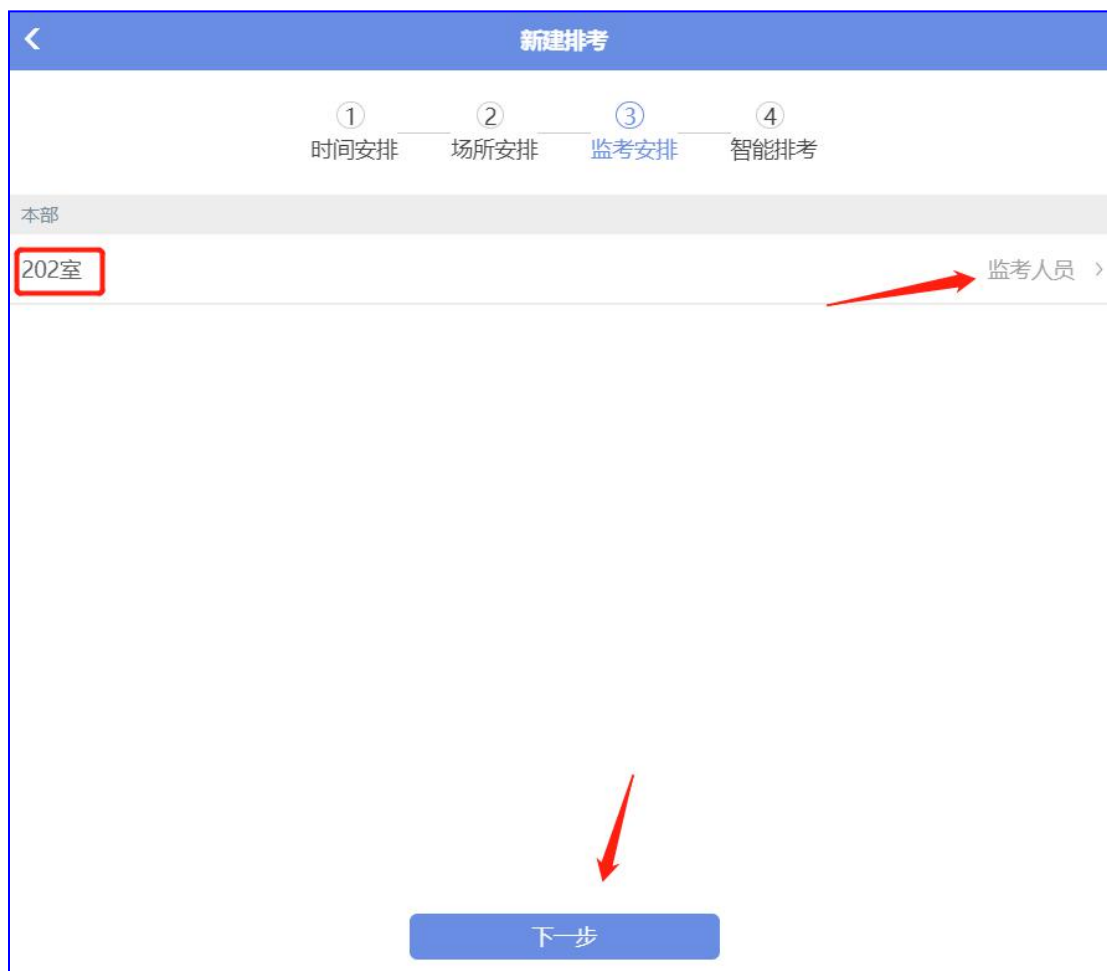 新建排考
① ② ③ ④
时间安排 场所安排 监考安排 智能排考
本部
202室 监考人员
下一步